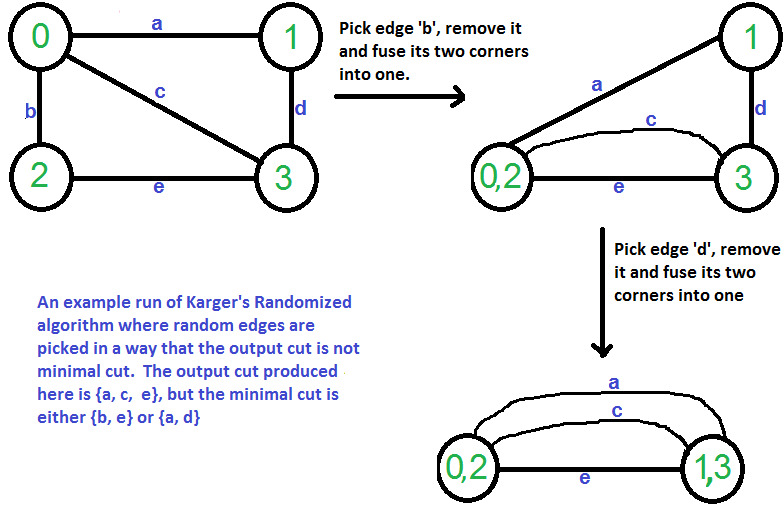 0
a
1
b
c
d
2
e
3
Pick edge 'b', remove it
and fuse its two corners
into one.
1
a
c
d
0,2
e
3
Pick edge 'd', remove
it and fuse its two
corners into one
An example run of Karger's Randomized
algorithm where random edges are
picked in a way that the output cut is not
minimal cut. The output cut produced
here is {a, c, e}, but the minimal cut is
either {b, e} or {a, d}
a
c
0,2
e
1,3